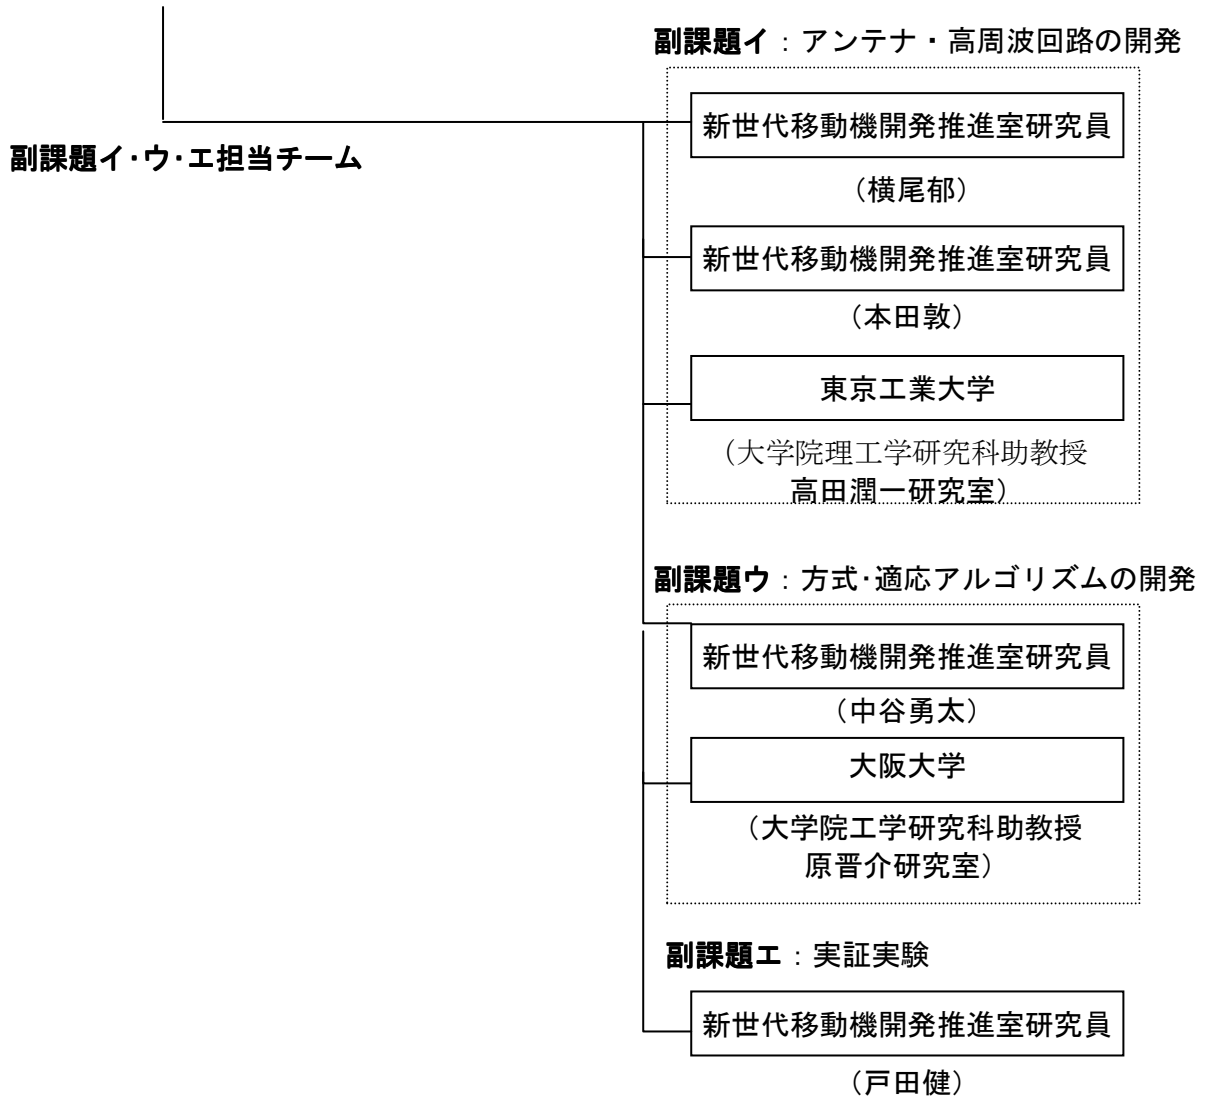 副課題イ：アンテナ・高周波回路の開発
新世代移動機開発推進室研究員
副課題イ・ウ・エ担当チーム
（横尾郁）
新世代移動機開発推進室研究員
（本田敦）
東京工業大学
（大学院理工学研究科助教授
高田潤一研究室）
副課題ウ：方式・適応アルゴリズムの開発
新世代移動機開発推進室研究員
（中谷勇太）
大阪大学
（大学院工学研究科助教授
原晋介研究室）
副課題エ：実証実験
新世代移動機開発推進室研究員
（戸田健）